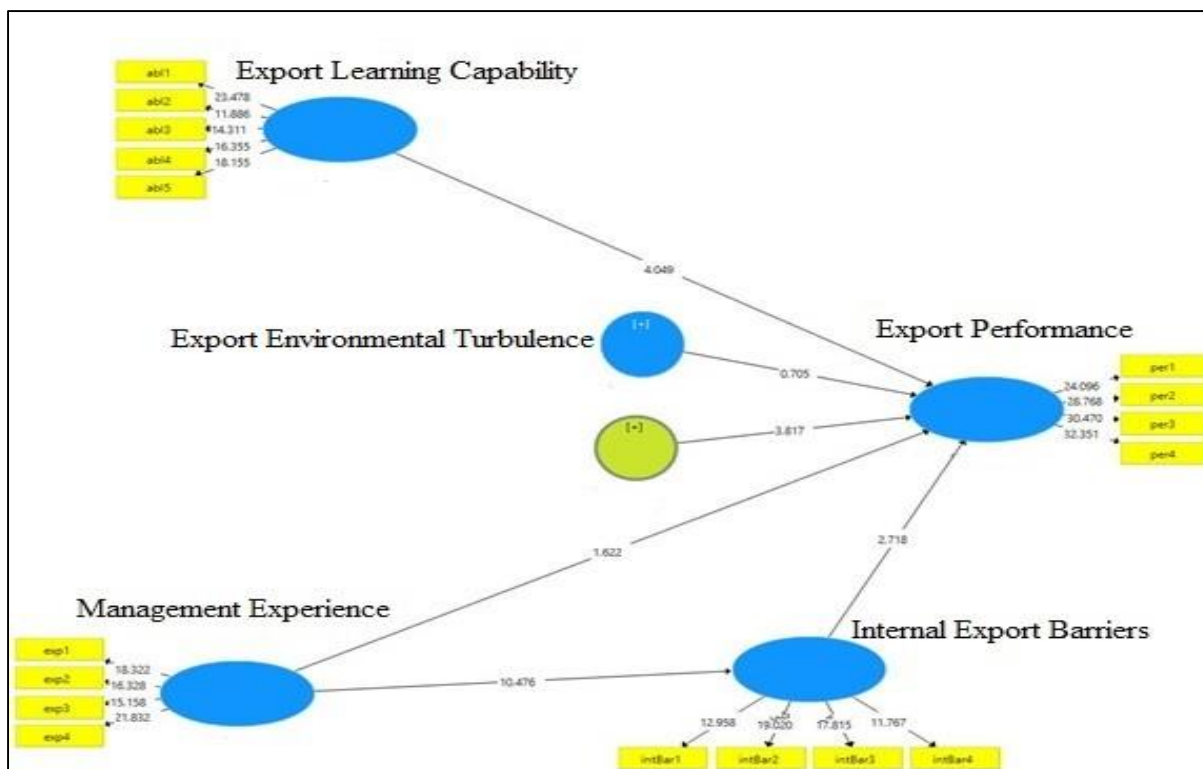 Export Learning Capability
abl1
abl2
abl3
abl4
abl5
23.478
11.886
14.311
16.355
18.155
4.049
Export Environmental Turbulence
[+]
0.705
[+]
3.817
Export Performance
24.096
28.768
30.470
32.351
per1
per2
per3
per4
1.622
2.718
Management Experience
exp1
exp2
exp3
exp4
18.322
16.328
15.158
21.832
10.476
Internal Export Barriers
12.958
19.020
17.815
11.767
intBar1
intBar2
intBar3
intBar4